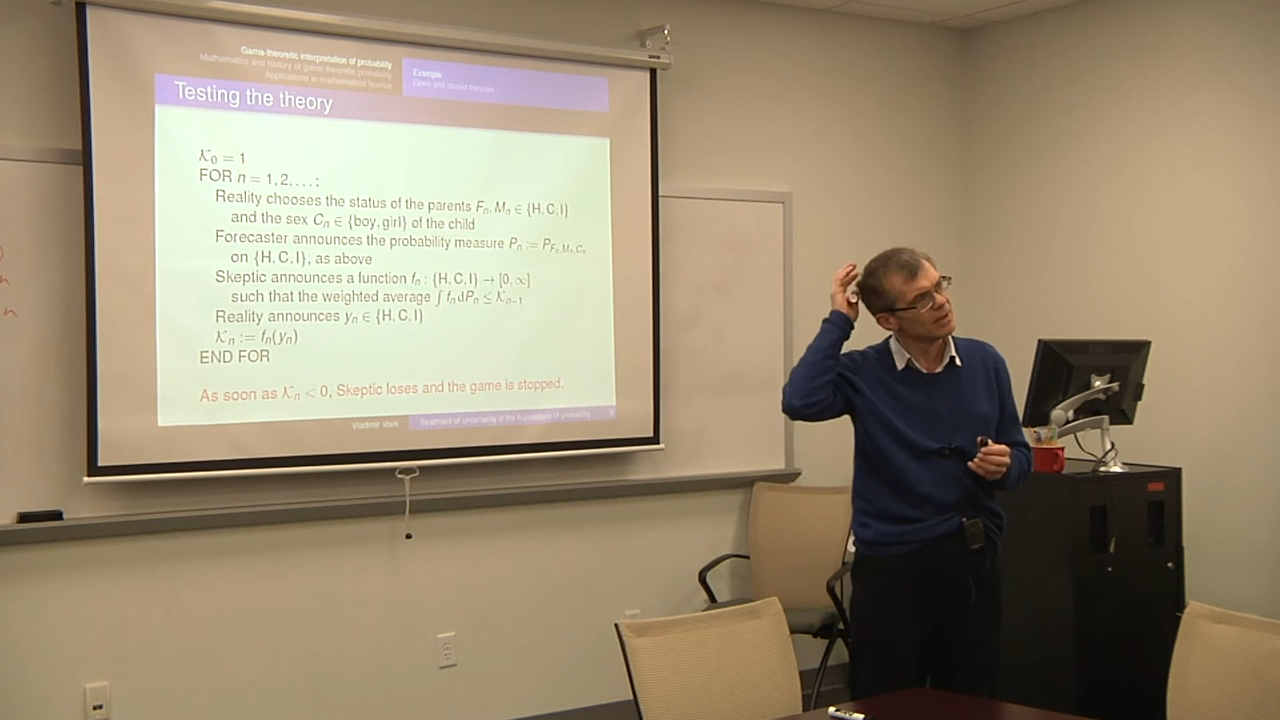 Game-theoretic interpretation of probability
Mathematics and history of game-theoretic probability
Applications in mathematical finance
Example
Open and closed theories
Testing the theory
𝒦₀ = 1
FOR n = 1, 2, . . . :
Reality chooses the status of the parents Fₙ, Mₙ ∈ {H, C, I}
and the sex Cₙ ∈ {boy, girl} of the child
Forecaster announces the probability measure Pₙ := P_{Fₙ,Mₙ,Cₙ}
on {H, C, I}, as above
Skeptic announces a function fₙ : {H, C, I} → [0, ∞]
such that the weighted average ∫ fₙdPₙ ≤ 𝒦ₙ₋₁
Reality announces yₙ ∈ {H, C, I}
𝒦ₙ := fₙ(yₙ)
END FOR
As soon as 𝒦ₙ < 0, Skeptic loses and the game is stopped.
Vladimir Vovk
Treatment of uncertainty in the foundations of probability